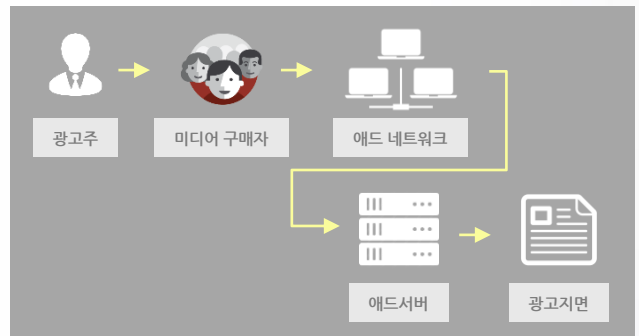 광고주
미디어 구매자
애드 네트워크
애드서버
광고지면